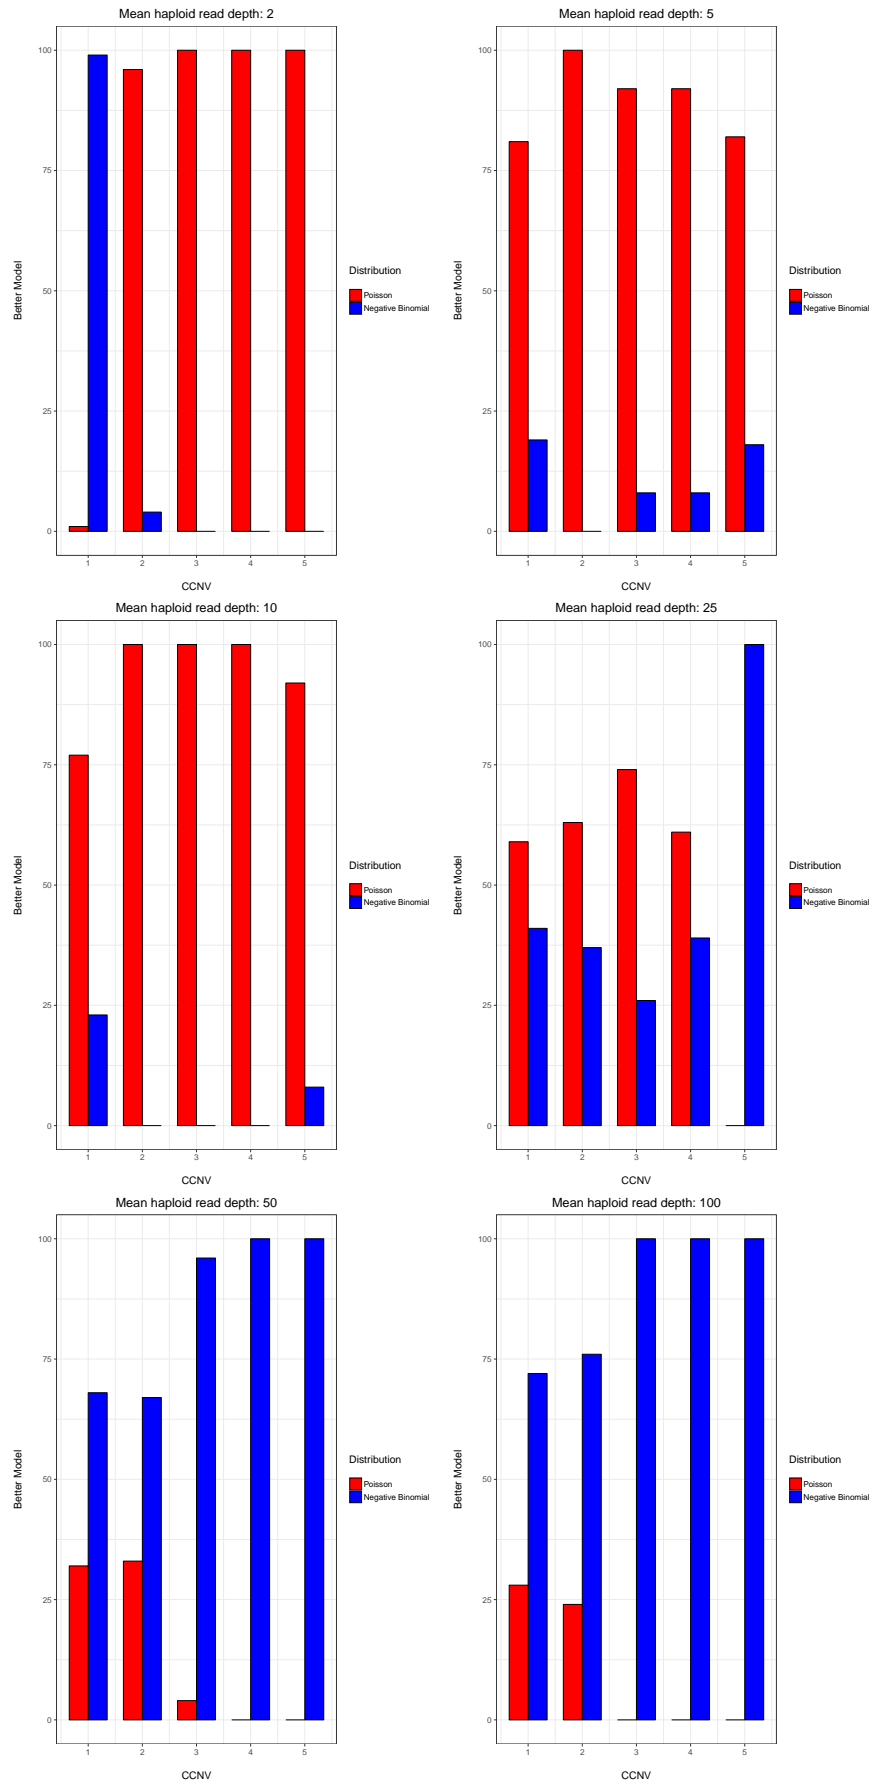 Mean haploid read depth: 2
100
75
50
25
0
Better Model
1 2 3 4 5
CCNV
Distribution
Poisson
Negative Binomial
Mean haploid read depth: 5
100
75
50
25
0
Better Model
1 2 3 4 5
CCNV
Distribution
Poisson
Negative Binomial
Mean haploid read depth: 10
100
75
50
25
0
Better Model
1 2 3 4 5
CCNV
Distribution
Poisson
Negative Binomial
Mean haploid read depth: 25
100
75
50
25
0
Better Model
1 2 3 4 5
CCNV
Distribution
Poisson
Negative Binomial
Mean haploid read depth: 50
100
75
50
25
0
Better Model
1 2 3 4 5
CCNV
Distribution
Poisson
Negative Binomial
Mean haploid read depth: 100
100
75
50
25
0
Better Model
1 2 3 4 5
CCNV
Distribution
Poisson
Negative Binomial